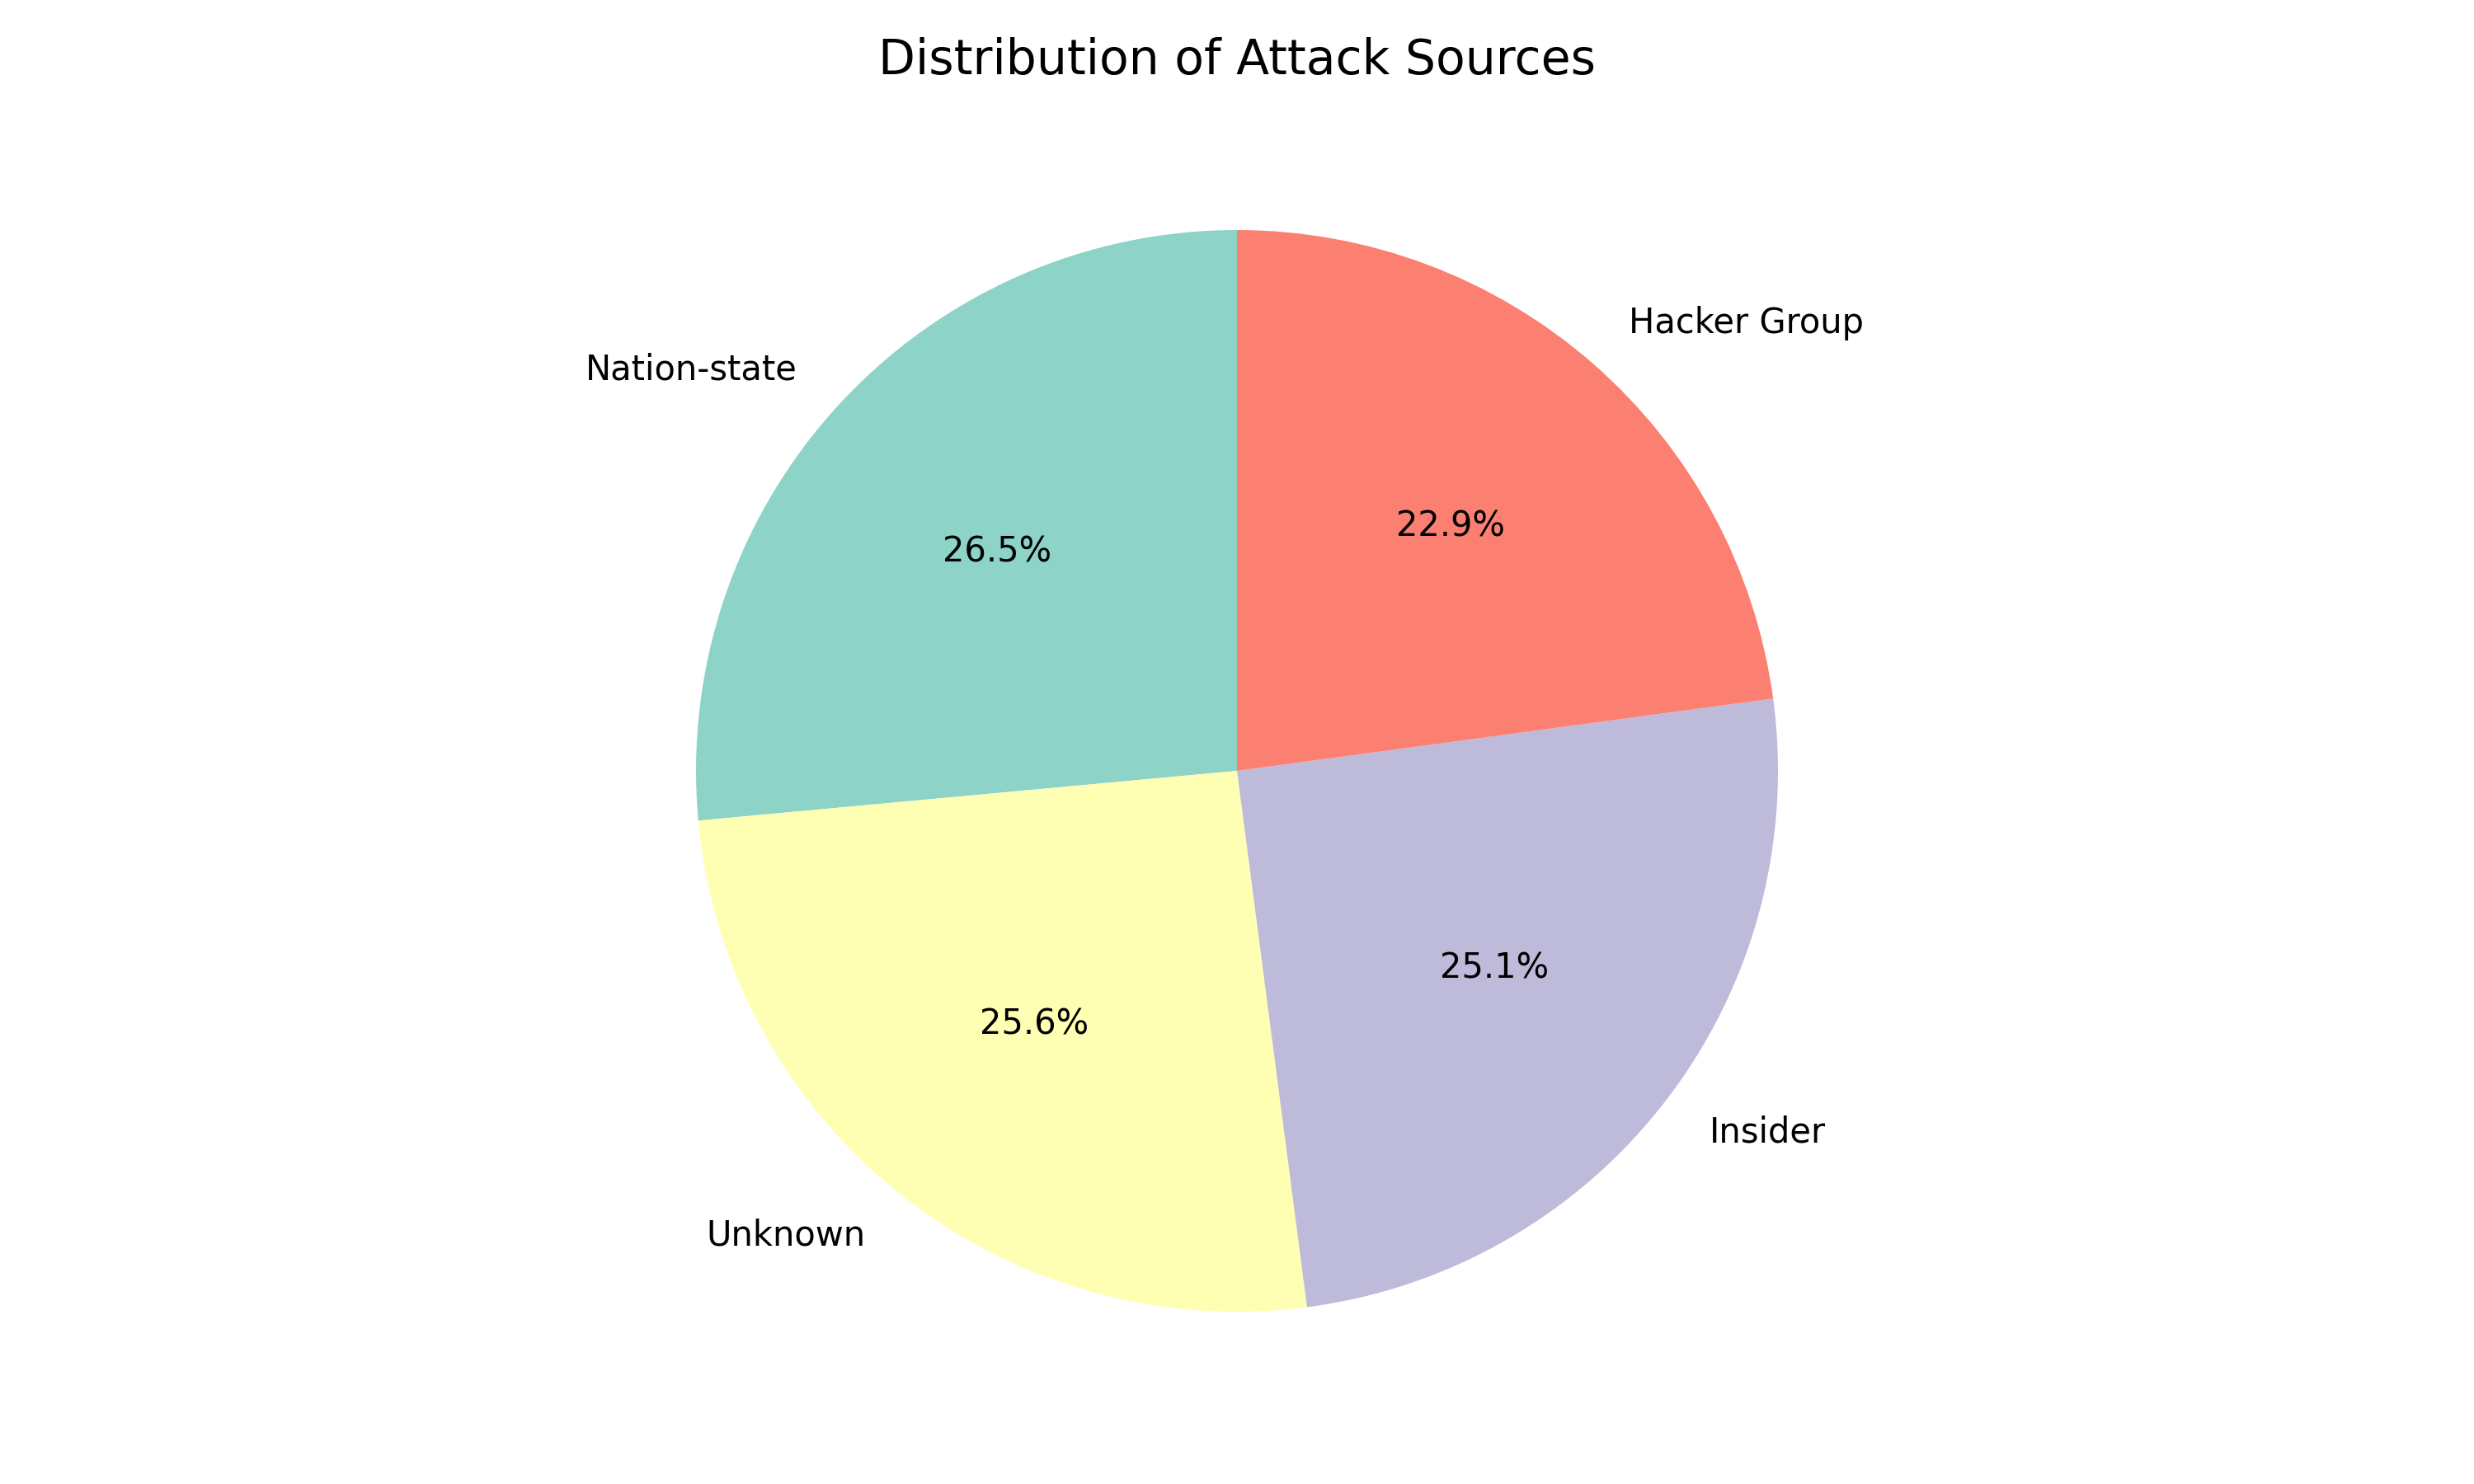 Distribution of Attack Sources
Hacker Group
Nation-state
22.9%
26.5%
25.1%
25.6%
Insider
Unknown